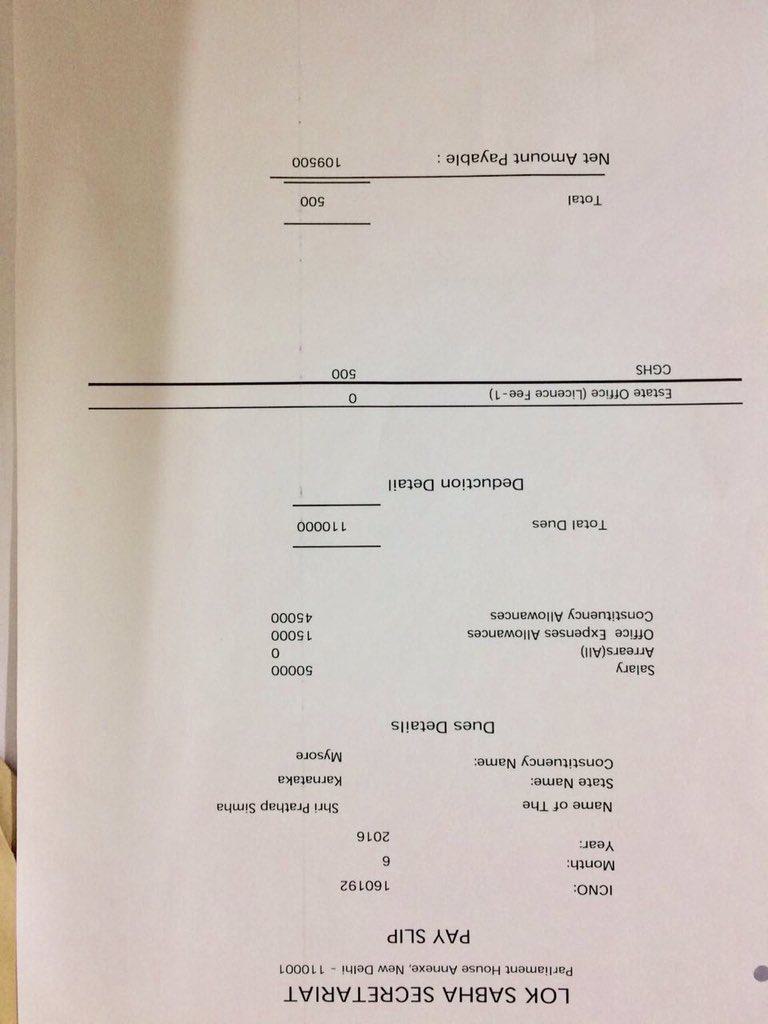 LOK SABHA SECRETARIAT
Parliament House Annexe, New Delhi - 110001
PAY SLIP
ICNO: 160192
Month: 6
Year: 2016
Name of The Shri Prathap Simha
State Name: Karnataka
Constituency Name: Mysore
Dues Details
Salary 50000
Arrears(All) 0
Office Expenses Allowances 15000
Constituency Allowances 45000
Total Dues 110000
Deduction Detail
Estate Office (Licence Fee-1) 0
CGHS 500
Total 500
Net Amount Payable : 109500